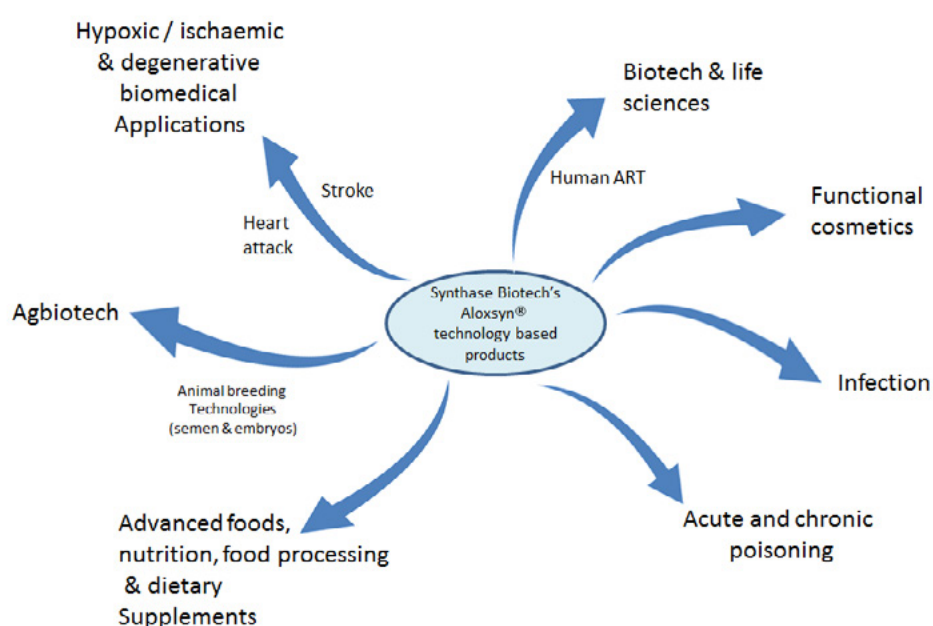 Hypoxic / ischaemic
& degenerative
biomedical
Applications
Biotech & life
sciences
Stroke
Human ART
Heart
attack
Functional
cosmetics
Synthase Biotech's
Aloxsyn®
technology based
products
Agbiotech
Infection
Animal breeding
Technologies
(semen & embryos)
Advanced foods,
nutrition, food processing
& dietary
Supplements
Acute and chronic
poisoning